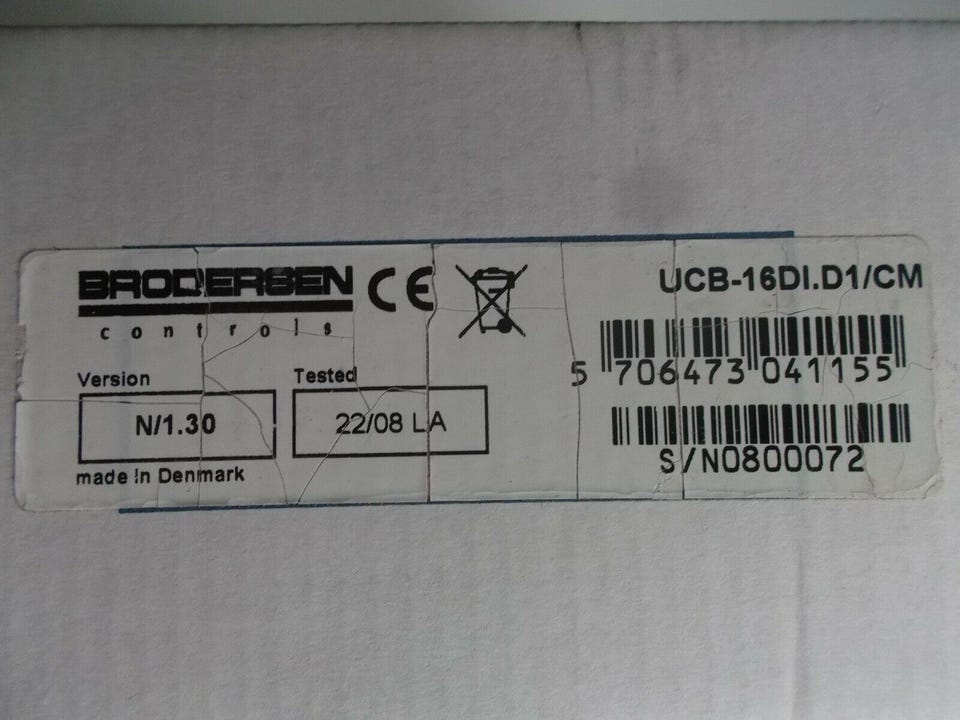 BRODERSEN
controls
CE
UCB-16DI.D1/CM
5 706473 041155
Version
Tested
N/1.30
22/08 LA
S/N0800072
made in Denmark